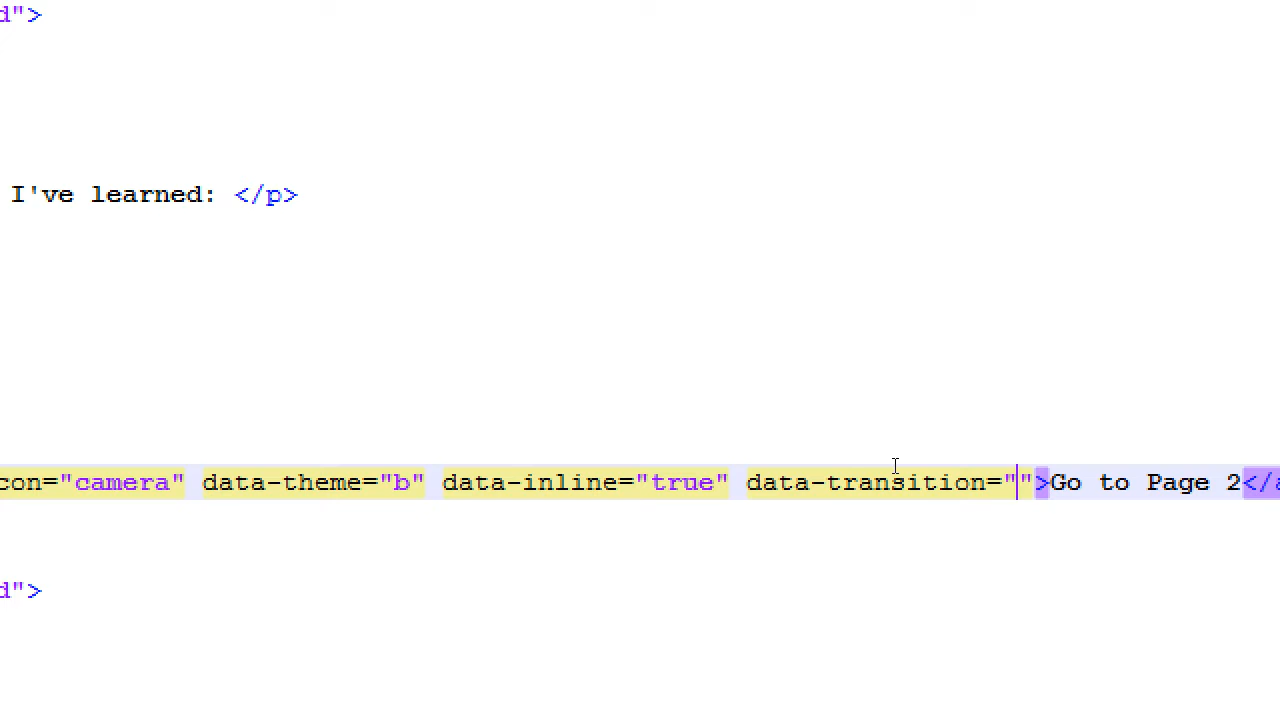 d">
I've learned: </p>
con="camera" data-theme="b" data-inline="true" data-transition="">Go to Page 2</a
d">